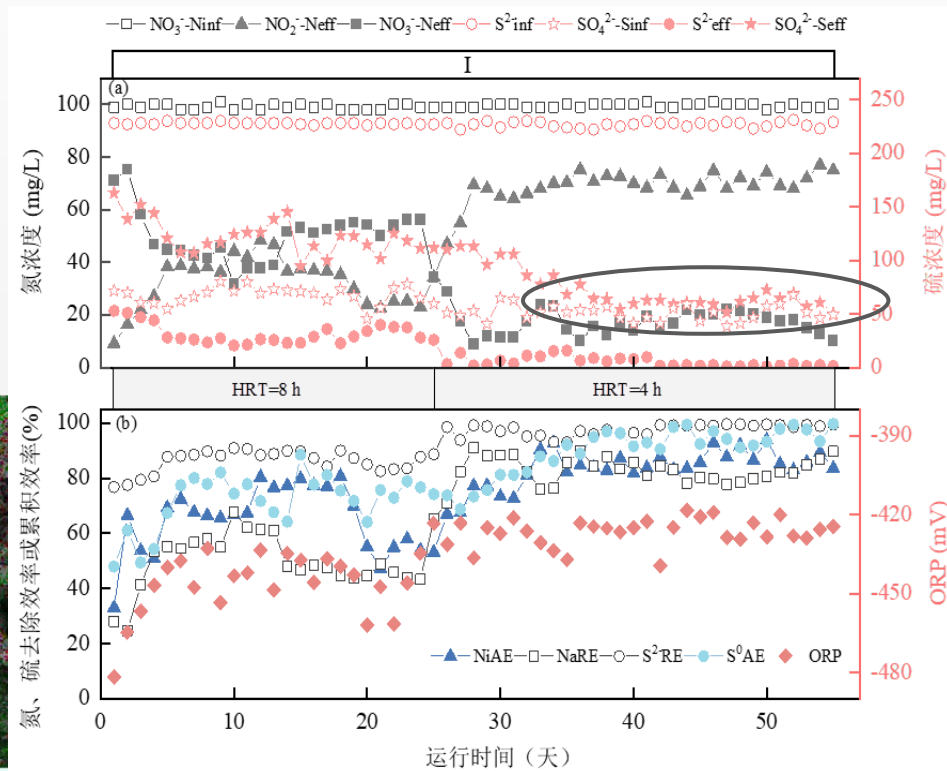 NO₃⁻-Ninf NO₂⁻-Neff NO₃⁻-Neff S²⁻inf SO₄²⁻-Sinf S²⁻eff SO₄²⁻-Seff
I
(a)
100
80
60
40
20
0
氮浓度 (mg/L)
250
200
150
100
50
0
硫浓度 (mg/L)
HRT=8 h HRT=4 h
(b)
100
80
60
40
20
0
氮、硫去除效率或累积效率(%)
-390
-420
-450
-480
ORP (mV)
NiAE NaRE S²⁻RE S⁰AE ORP
0 10 20 30 40 50
运行时间（天）